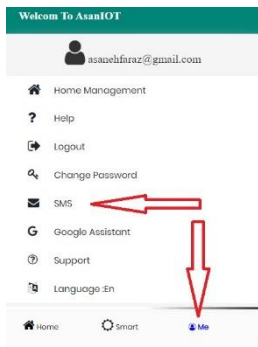 Welcom To AsanIOT
asanehfaraz@gmail.com
Home Management
Help
Logout
Change Password
SMS
Google Assistant
Support
Language :En
Home Smart Me